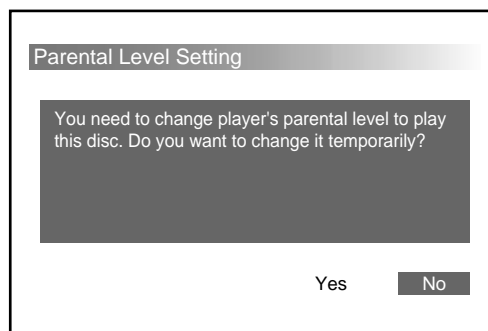 Parental Level Setting
You need to change player's parental level to play
this disc. Do you want to change it temporarily?
Yes No